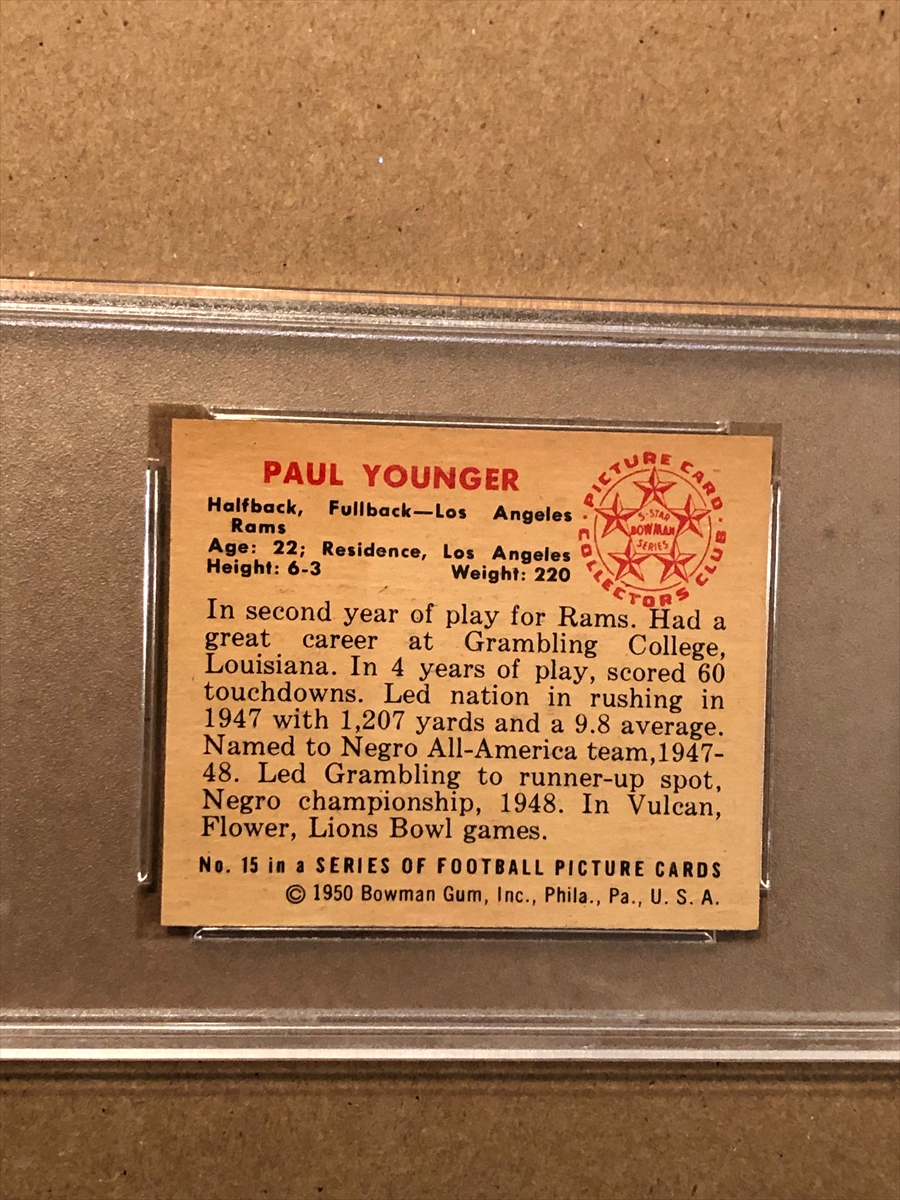 PAUL YOUNGER
Halfback, Fullback—Los Angeles
Rams
Age: 22; Residence, Los Angeles
Height: 6-3 Weight: 220
PICTURE CARD
COLLECTORS CLUB
5-STAR
BOWMAN
SERIES
In second year of play for Rams. Had a
great career at Grambling College,
Louisiana. In 4 years of play, scored 60
touchdowns. Led nation in rushing in
1947 with 1,207 yards and a 9.8 average.
Named to Negro All-America team,1947-
48. Led Grambling to runner-up spot,
Negro championship, 1948. In Vulcan,
Flower, Lions Bowl games.
No. 15 in a SERIES OF FOOTBALL PICTURE CARDS
© 1950 Bowman Gum, Inc., Phila., Pa., U. S. A.